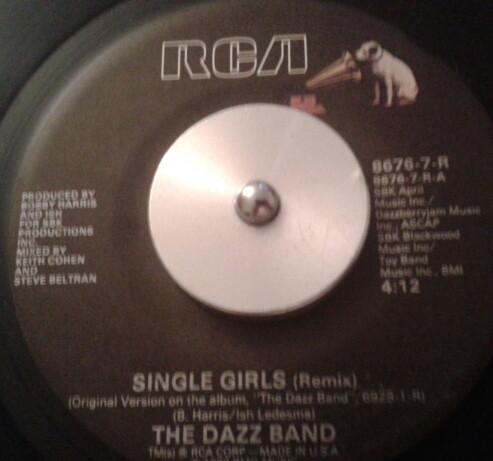 RCA
8676-7-R
8676-7-R-A
SBK April
Music Inc./
Dazzberryjam Music
Inc., ASCAP
SBK Blackwood
Music Inc/
Toy Band
Music Inc., BMI
4:12
PRODUCED BY
BOBBY HARRIS
AND ISH
FOR SBK
PRODUCTIONS
INC.
MIXED BY
KEITH COHEN
AND
STEVE BELTRAN
SINGLE GIRLS (Remix)
(Original Version on the album, "The Dazz Band", 6928-1-R)
(B. Harris/Ish Ledesma)
THE DAZZ BAND
TM(s) ® RCA CORP—MADE IN U.S.A.